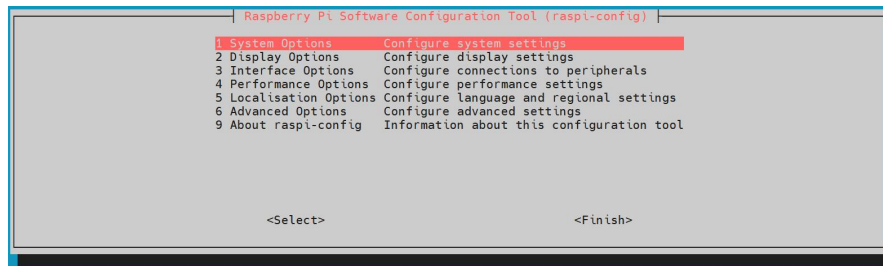 Raspberry Pi Software Configuration Tool (raspi-config)
1 System Options Configure system settings
2 Display Options Configure display settings
3 Interface Options Configure connections to peripherals
4 Performance Options Configure performance settings
5 Localisation Options Configure language and regional settings
6 Advanced Options Configure advanced settings
9 About raspi-config Information about this configuration tool
<Select> <Finish>